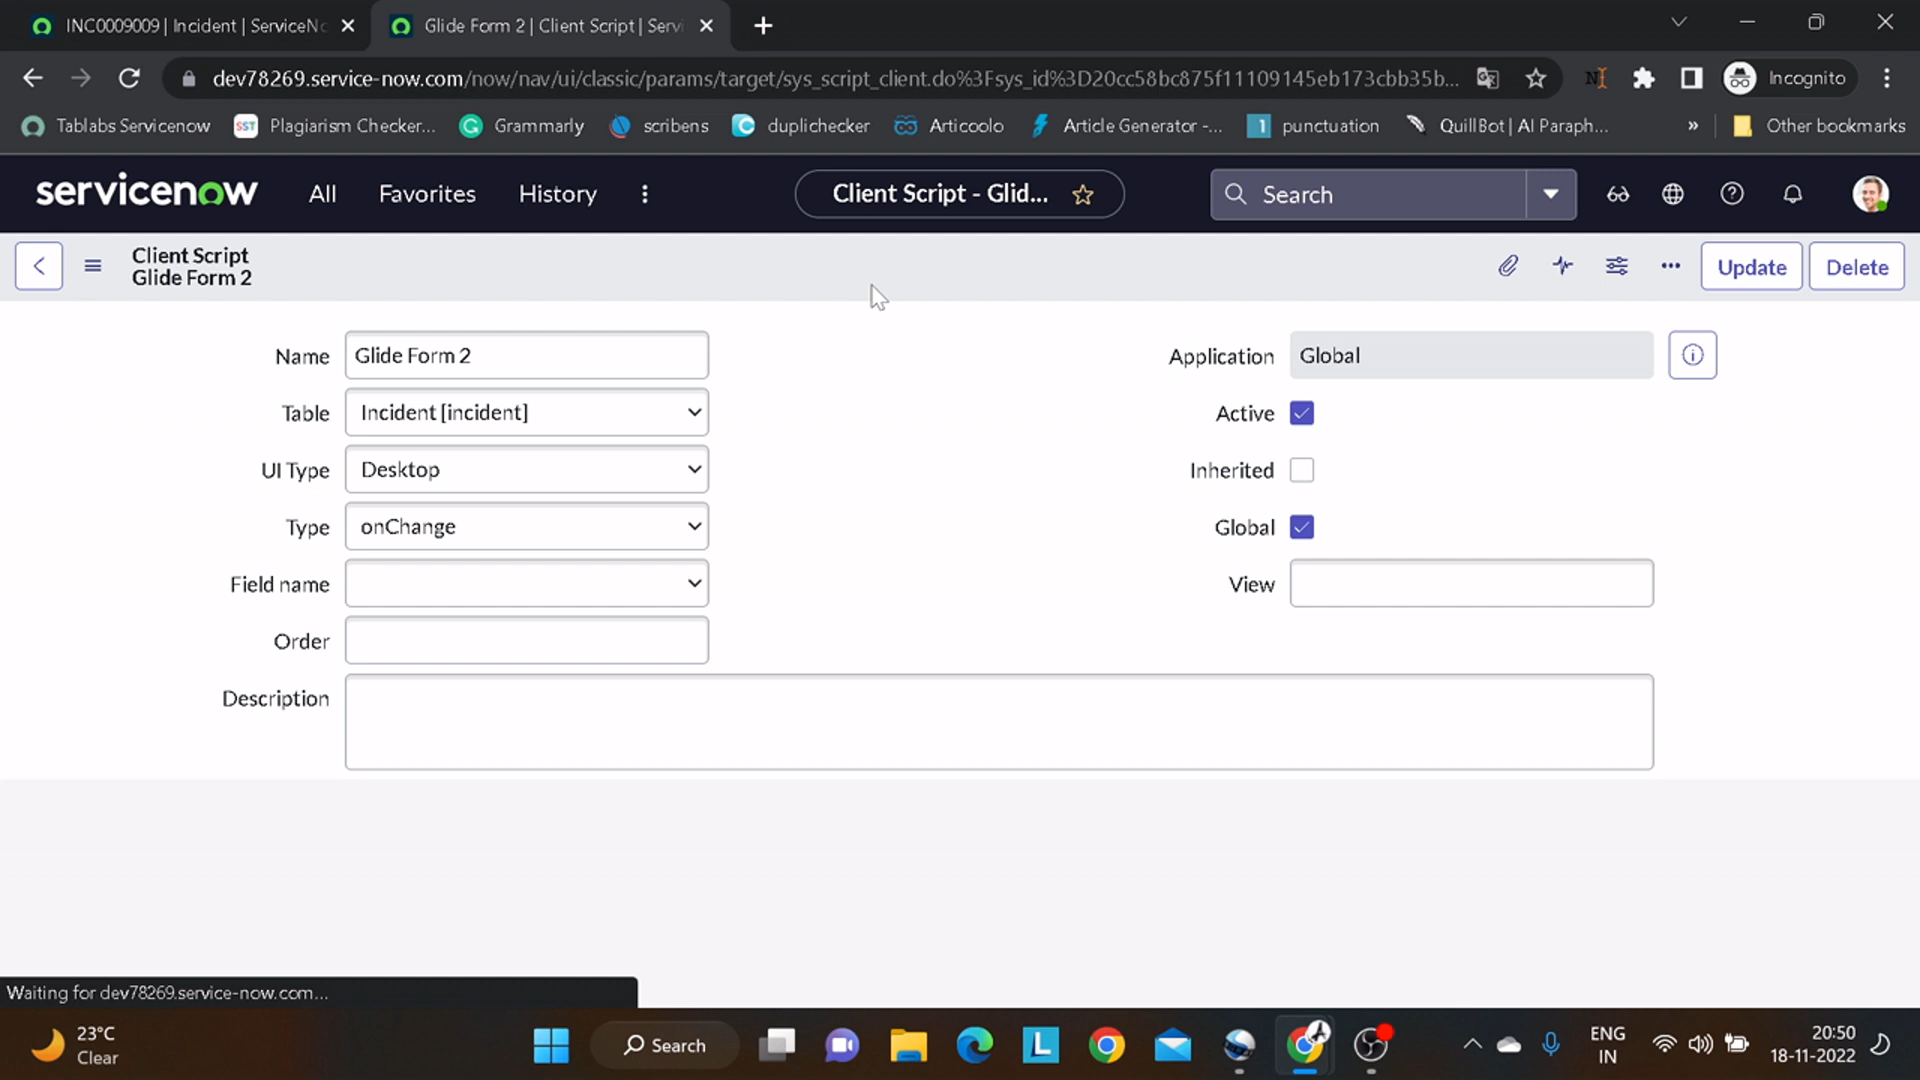 INC0009009 | Incident | ServiceNo
Glide Form 2 | Client Script | Servi
dev78269.service-now.com/now/nav/ui/classic/params/target/sys_script_client.do%3Fsys_id%3D20cc58bc875f11109145eb173cbb35b...
Incognito
Tablabs Servicenow
SST
Plagiarism Checker...
Grammarly
scribens
duplichecker
Articoolo
Article Generator -...
1
punctuation
QuillBot | AI Paraph...
»
Other bookmarks
servicenow
All
Favorites
History
Client Script - Glid...
Search
Client Script
Glide Form 2
Update
Delete
Name
Glide Form 2
Application
Global
Table
Incident [incident]
Active
UI Type
Desktop
Inherited
Type
onChange
Global
Field name
View
Order
Description
Waiting for dev78269.service-now.com...
23°C
Clear
Search
L
ENG
IN
20:50
18-11-2022